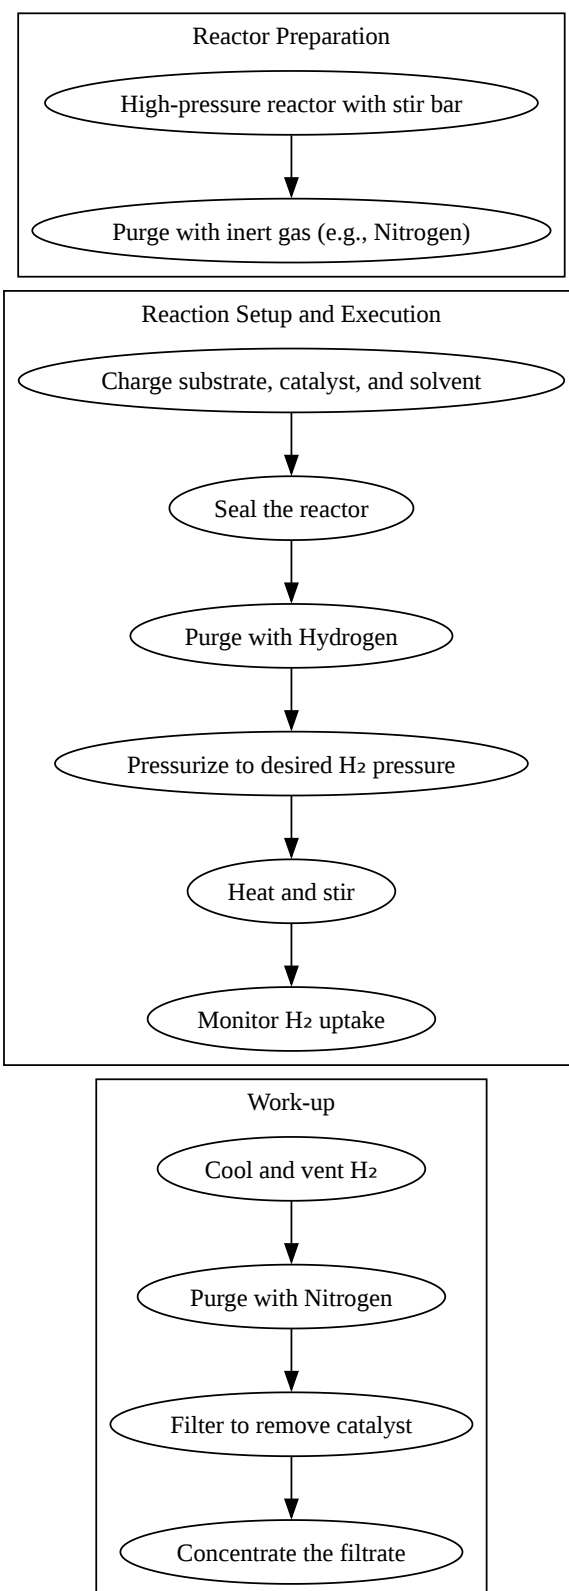 Reactor Preparation
High-pressure reactor with stir bar
Purge with inert gas (e.g., Nitrogen)
Reaction Setup and Execution
Charge substrate, catalyst, and solvent
Seal the reactor
Purge with Hydrogen
Pressurize to desired H₂ pressure
Heat and stir
Monitor H₂ uptake
Work-up
Cool and vent H₂
Purge with Nitrogen
Filter to remove catalyst
Concentrate the filtrate